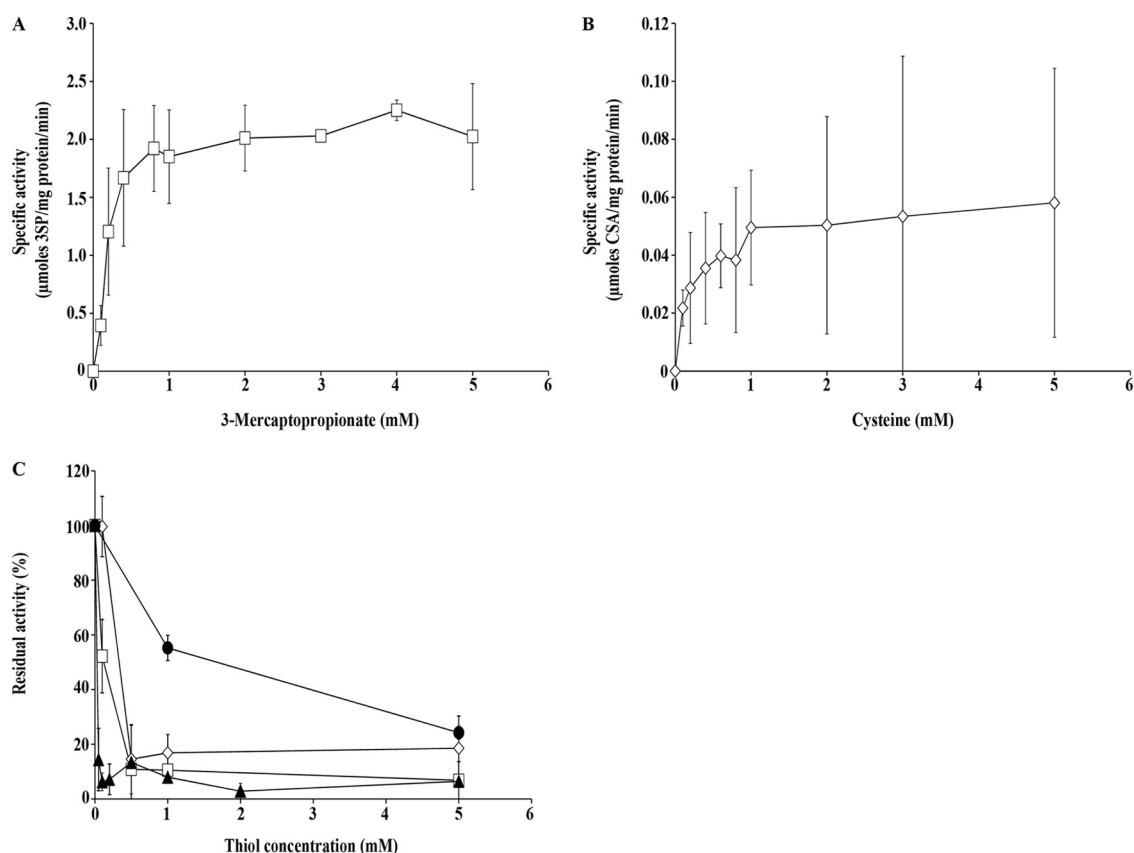 A
Specific activity
(μmoles 3SP/mg protein/min)
3.0
2.5
2.0
1.5
1.0
0.5
0
0 1 2 3 4 5 6
3-Mercaptopropionate (mM)
B
Specific activity
(μmoles CSA/mg protein/min)
0.12
0.10
0.08
0.06
0.04
0.02
0
0 1 2 3 4 5 6
Cysteine (mM)
C
Residual activity (%)
120
100
80
60
40
20
0
0 1 2 3 4 5 6
Thiol concentration (mM)